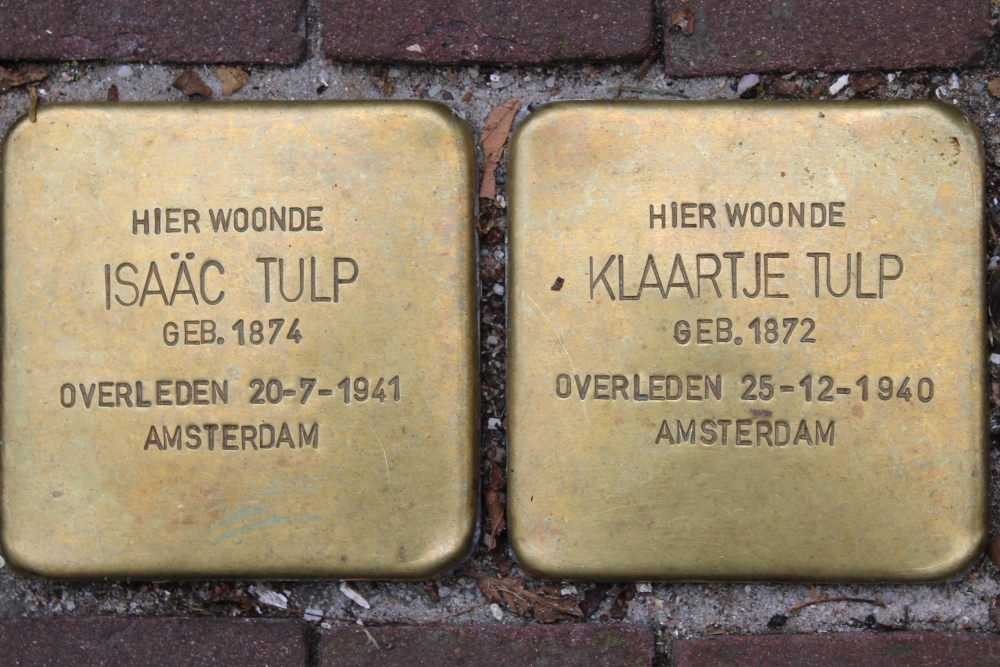 HIER WOONDE
ISAÄC TULP
GEB. 1874
OVERLEDEN 20-7-1941
AMSTERDAM
HIER WOONDE
KLAARTJE TULP
GEB. 1872
OVERLEDEN 25-12-1940
AMSTERDAM